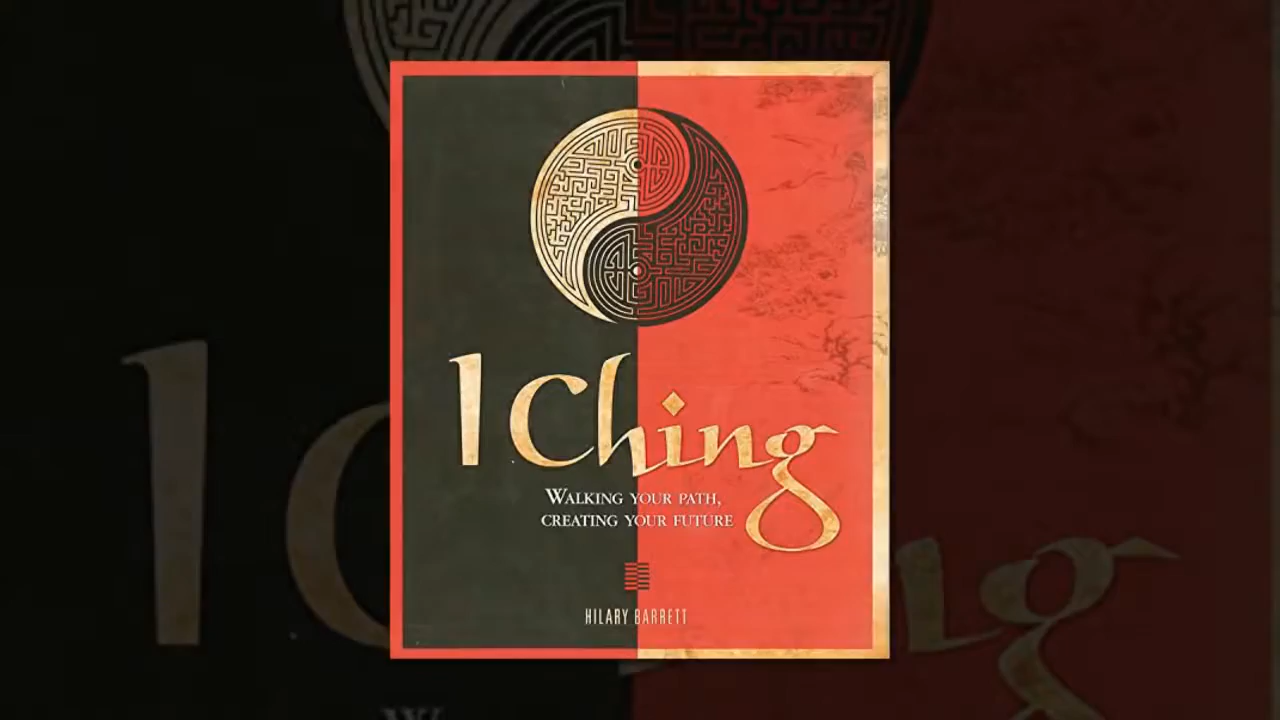 I Ching
WALKING YOUR PATH,
CREATING YOUR FUTURE
HILARY BARRETT